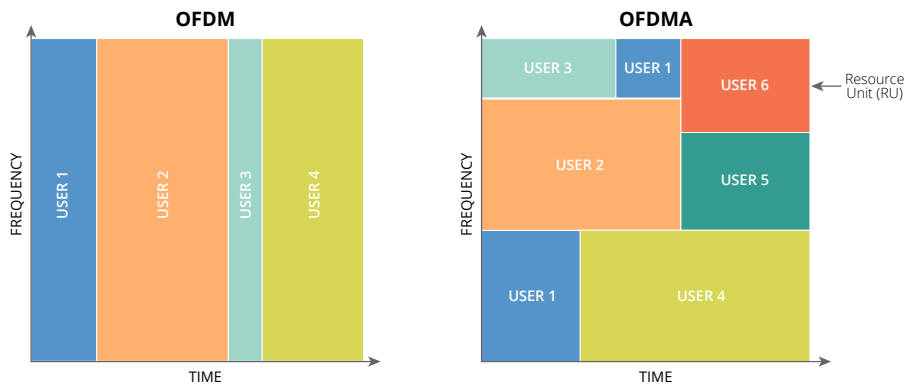 OFDM
FREQUENCY
USER 1
USER 2
USER 3
USER 4
TIME
OFDMA
FREQUENCY
USER 3
USER 1
USER 6
USER 2
USER 5
USER 1
USER 4
TIME
Resource
Unit (RU)